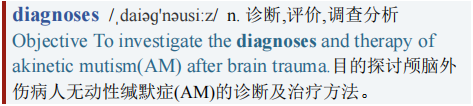 diagnoses /ˌdaiəg'nəusi:z/ n. 诊断,评价,调查分析
Objective To investigate the diagnoses and therapy of
akinetic mutism(AM) after brain trauma.目的探讨颅脑外
伤病人无动性缄默症(AM)的诊断及治疗方法。